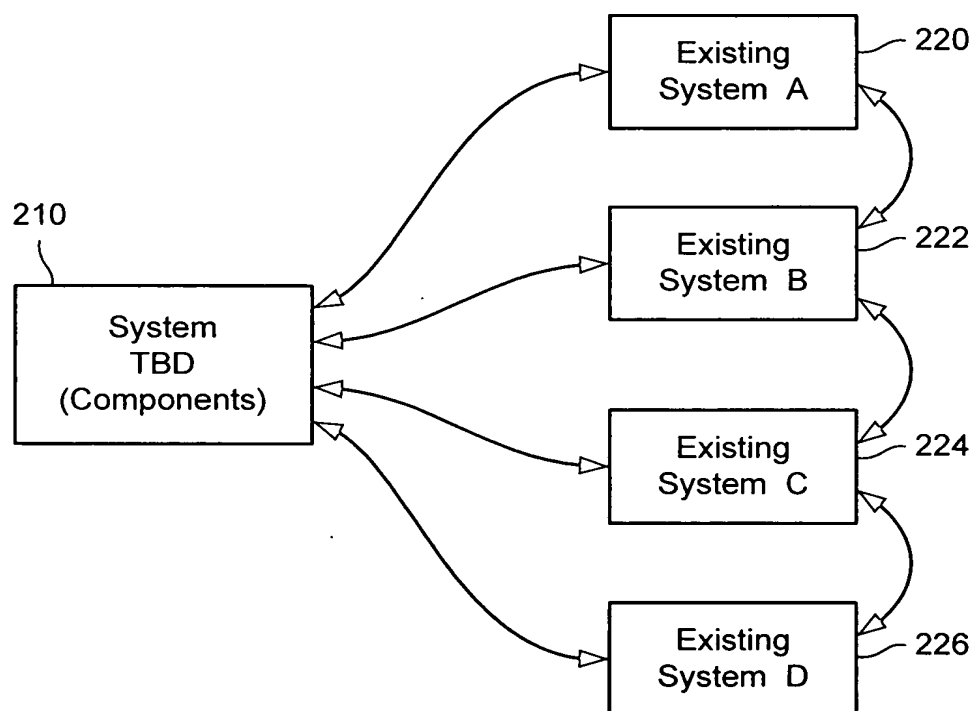 Existing
System A
220
210
Existing
System B
222
System
TBD
(Components)
Existing
System C
224
Existing
System D
226